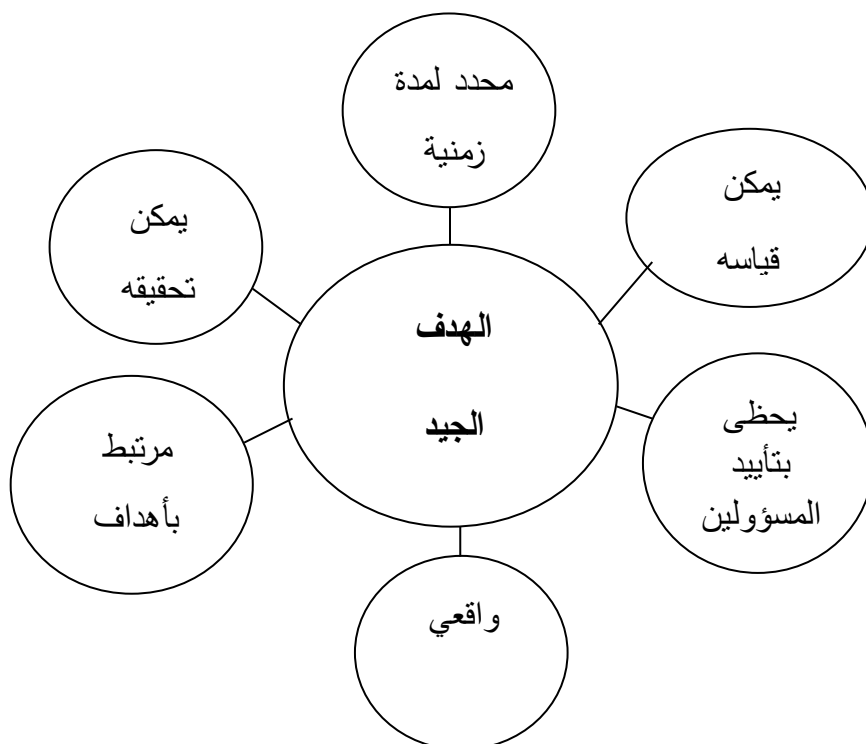 محدد لمدة
زمنية
يمكن
قياسه
يمكن
تحقيقه
الهدف
الجيد
يحظى
بتأييد
المسؤولين
مرتبط
بأهداف
واقعي